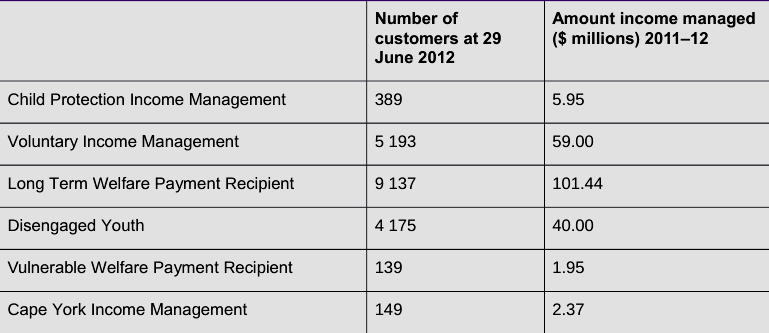 Number of
customers at 29
June 2012
Amount income managed
($ millions) 2011–12
Child Protection Income Management 389 5.95
Voluntary Income Management 5 193 59.00
Long Term Welfare Payment Recipient 9 137 101.44
Disengaged Youth 4 175 40.00
Vulnerable Welfare Payment Recipient 139 1.95
Cape York Income Management 149 2.37